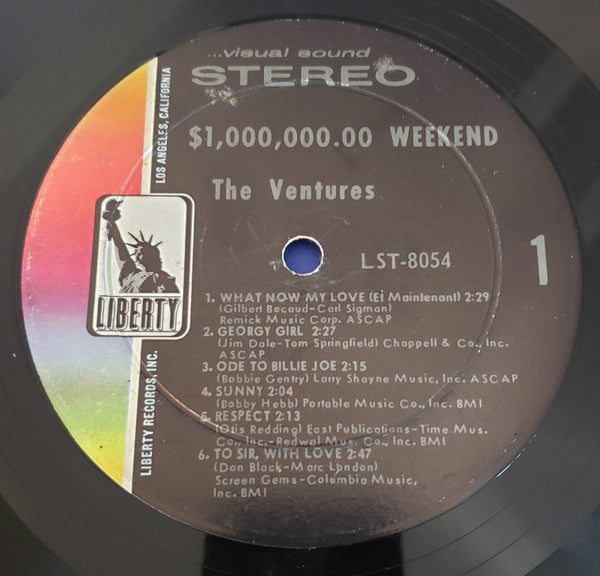 ...visual sound
STEREO
$1,000,000.00 WEEKEND
The Ventures
LST-8054
1
1. WHAT NOW MY LOVE (Ei Maintenant) 2:29
(Gilbert Becaud-Carl Sigman)
Remick Music Corp. ASCAP
2. GEORGY GIRL 2:27
(Jim Dale-Tom Springfield) Chappell & Co., Inc.
ASCAP
3. ODE TO BILLIE JOE 2:15
(Bobbie Gentry) Larry Shayne Music, Inc. ASCAP
4. SUNNY 2:04
(Bobby Hebb) Portable Music Co., Inc. BMI
5. RESPECT 2:13
(Otis Redding) East Publications-Time Mus.
Co., Inc.-Redwal Mus. Co., Inc. BMI
6. TO SIR, WITH LOVE 2:47
(Don Black-Marc London)
Screen Gems-Columbia Music,
Inc. BMI
LIBERTY
LIBERTY RECORDS, INC.
LOS ANGELES, CALIFORNIA